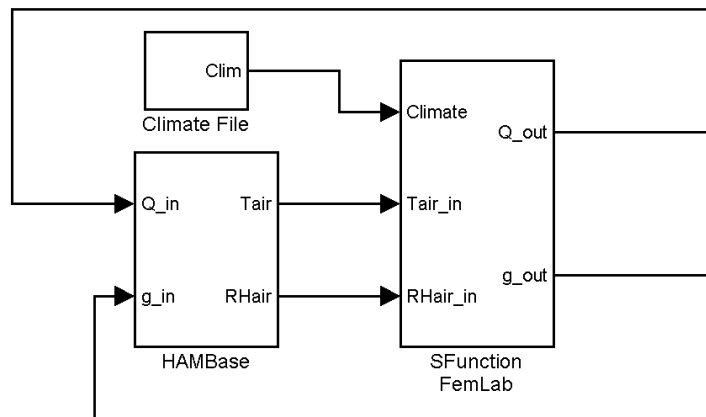 Clim
Climate File
Climate
Q_out
Q_in
Tair
Tair_in
g_in
RHair
RHair_in
g_out
HAMBase
SFunction
FemLab